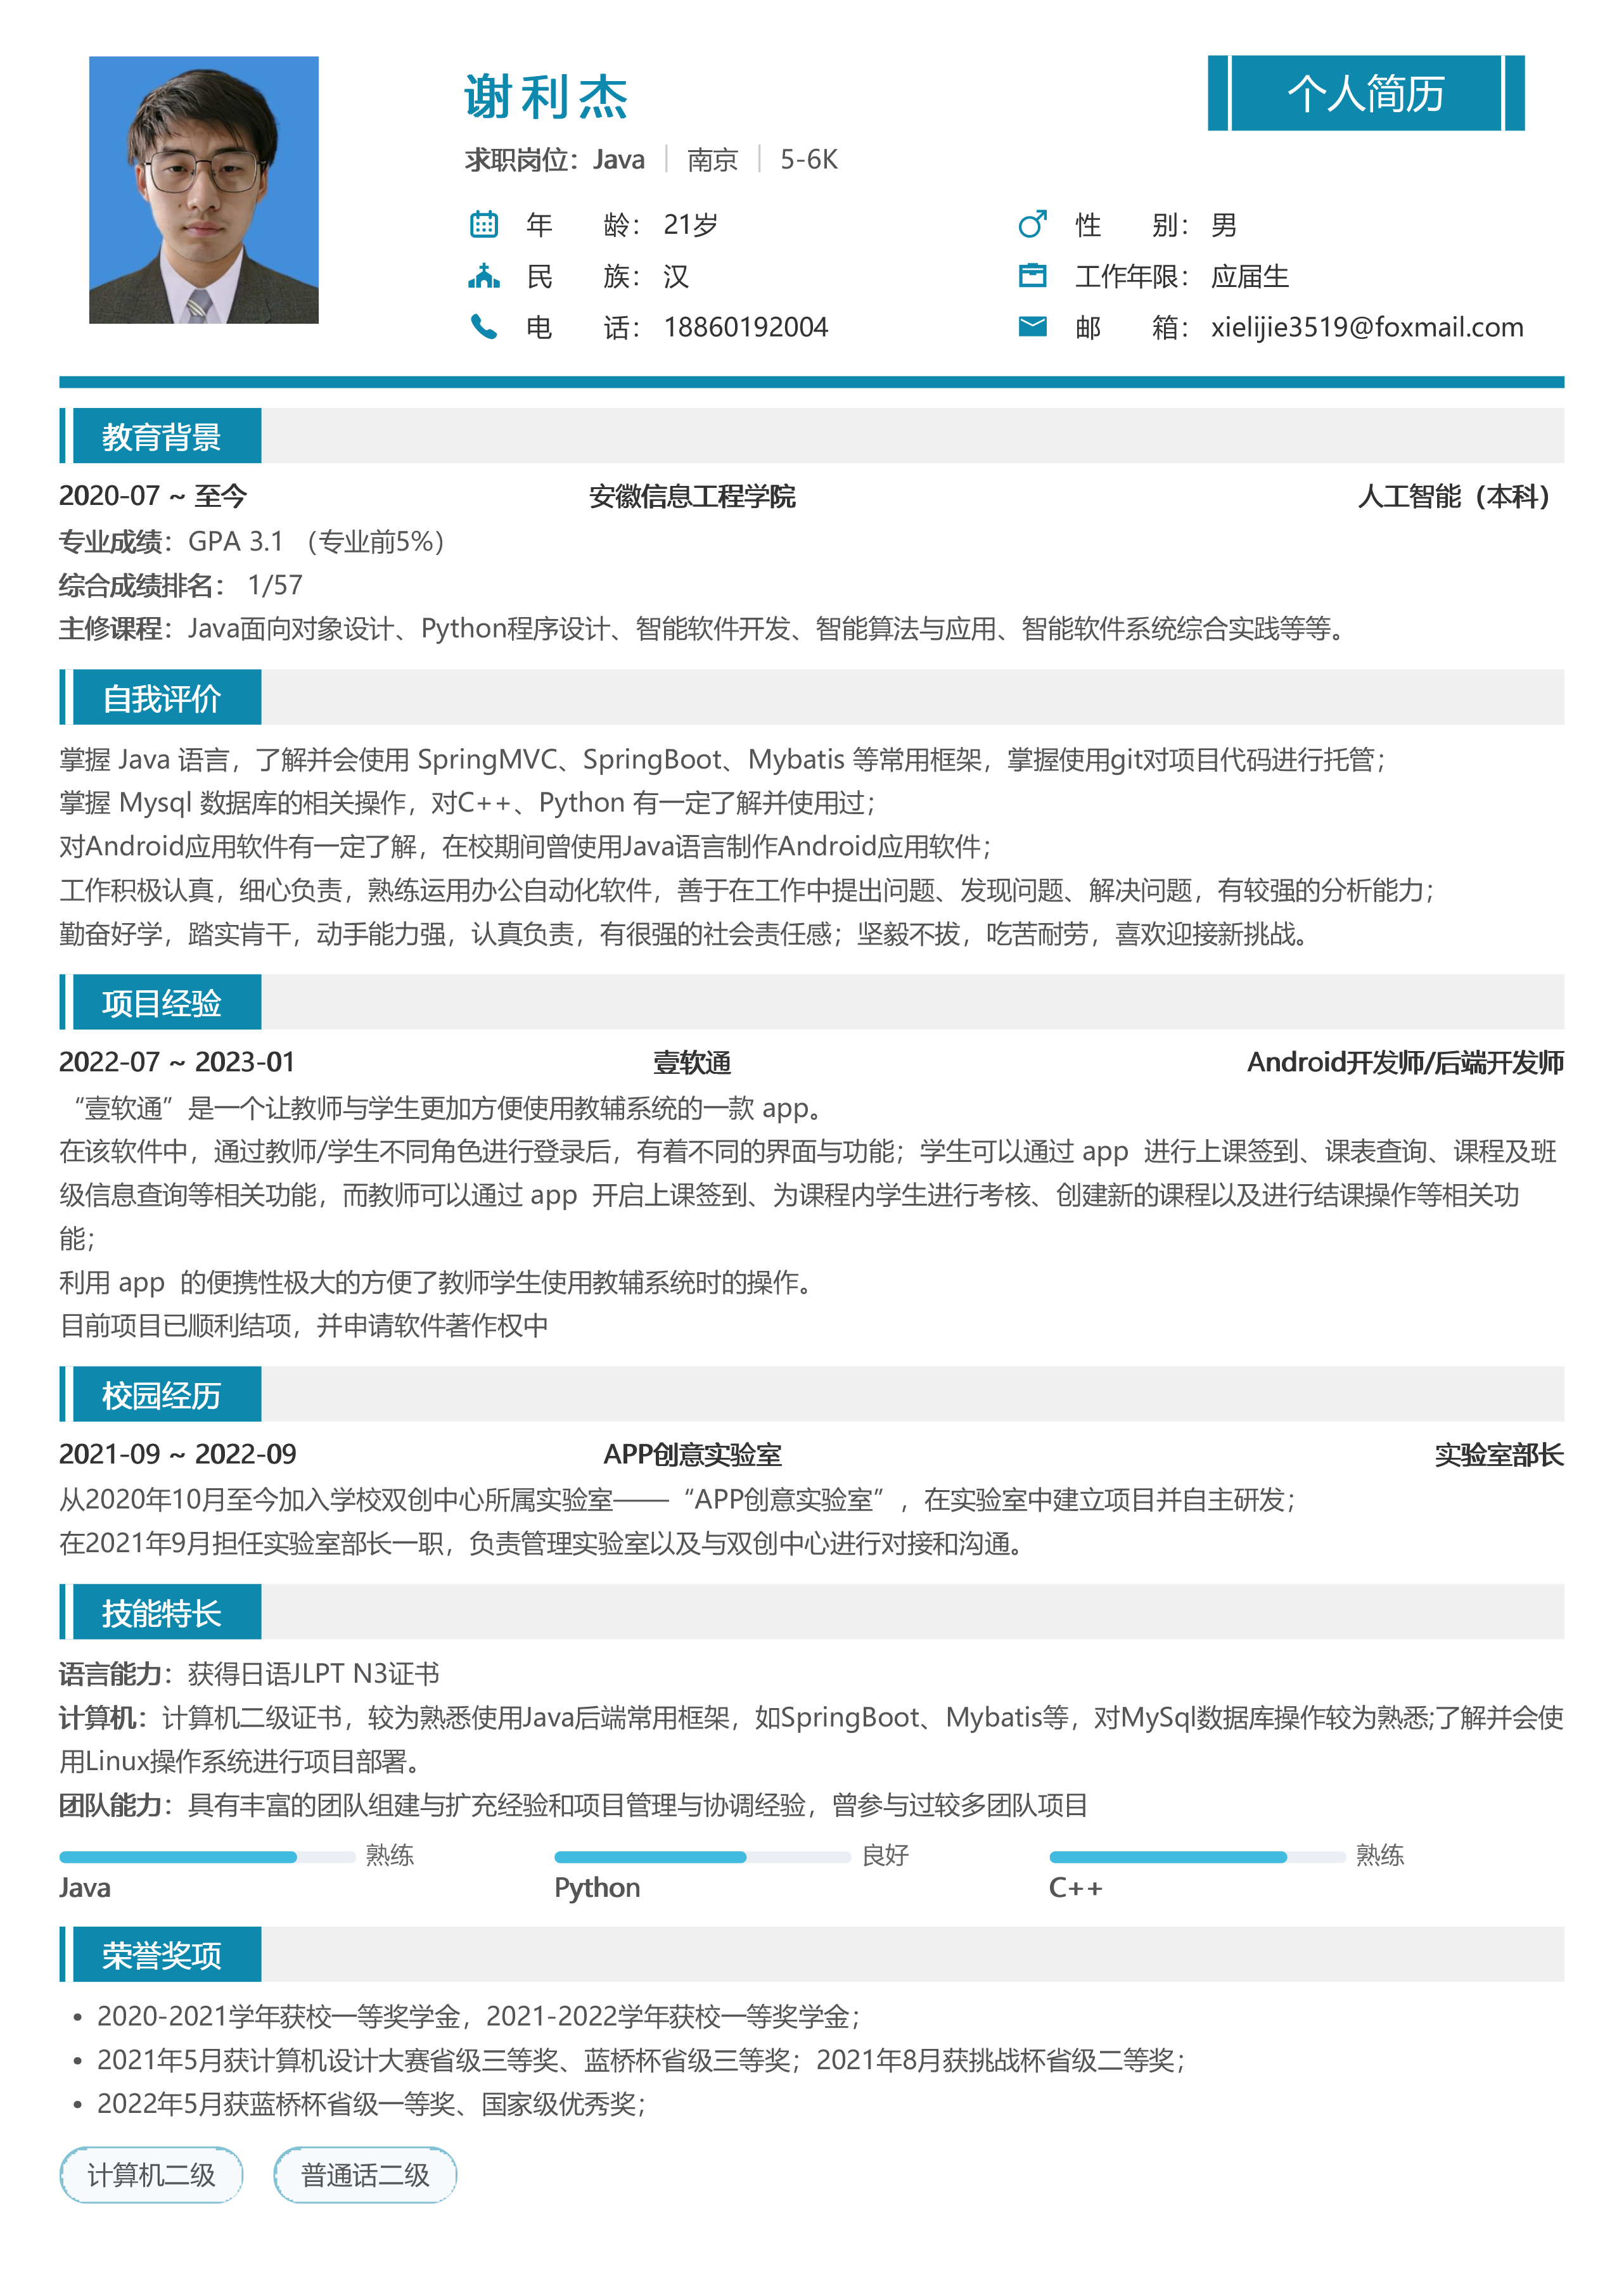 谢利杰
个人简历
求职岗位：Java | 南京 | 5-6K
年 龄： 21岁
性 别： 男
民 族： 汉
工作年限： 应届生
电 话： 18860192004
邮 箱： xielijie3519@foxmail.com
教育背景
2020-07 ~ 至今 安徽信息工程学院 人工智能（本科）
专业成绩：GPA 3.1 （专业前5%）
综合成绩排名： 1/57
主修课程：Java面向对象设计、Python程序设计、智能软件开发、智能算法与应用、智能软件系统综合实践等等。
自我评价
掌握 Java 语言，了解并会使用 SpringMVC、SpringBoot、Mybatis 等常用框架，掌握使用git对项目代码进行托管；
掌握 Mysql 数据库的相关操作，对C++、Python 有一定了解并使用过；
对Android应用软件有一定了解，在校期间曾使用Java语言制作Android应用软件；
工作积极认真，细心负责，熟练运用办公自动化软件，善于在工作中提出问题、发现问题、解决问题，有较强的分析能力；
勤奋好学，踏实肯干，动手能力强，认真负责，有很强的社会责任感；坚毅不拔，吃苦耐劳，喜欢迎接新挑战。
项目经验
2022-07 ~ 2023-01 壹软通 Android开发师/后端开发师
“壹软通”是一个让教师与学生更加方便使用教辅系统的一款 app。
在该软件中，通过教师/学生不同角色进行登录后，有着不同的界面与功能；学生可以通过 app 进行上课签到、课表查询、课程及班
级信息查询等相关功能，而教师可以通过 app 开启上课签到、为课程内学生进行考核、创建新的课程以及进行结课操作等相关功
能；
利用 app 的便携性极大的方便了教师学生使用教辅系统时的操作。
目前项目已顺利结项，并申请软件著作权中
校园经历
2021-09 ~ 2022-09 APP创意实验室 实验室部长
从2020年10月至今加入学校双创中心所属实验室——“APP创意实验室”，在实验室中建立项目并自主研发；
在2021年9月担任实验室部长一职，负责管理实验室以及与双创中心进行对接和沟通。
技能特长
语言能力：获得日语JLPT N3证书
计算机：计算机二级证书，较为熟悉使用Java后端常用框架，如SpringBoot、Mybatis等，对MySql数据库操作较为熟悉;了解并会使
用Linux操作系统进行项目部署。
团队能力：具有丰富的团队组建与扩充经验和项目管理与协调经验，曾参与过较多团队项目
熟练 良好 熟练
Java Python C++
荣誉奖项
• 2020-2021学年获校一等奖学金，2021-2022学年获校一等奖学金；
• 2021年5月获计算机设计大赛省级三等奖、蓝桥杯省级三等奖；2021年8月获挑战杯省级二等奖；
• 2022年5月获蓝桥杯省级一等奖、国家级优秀奖；
计算机二级 普通话二级